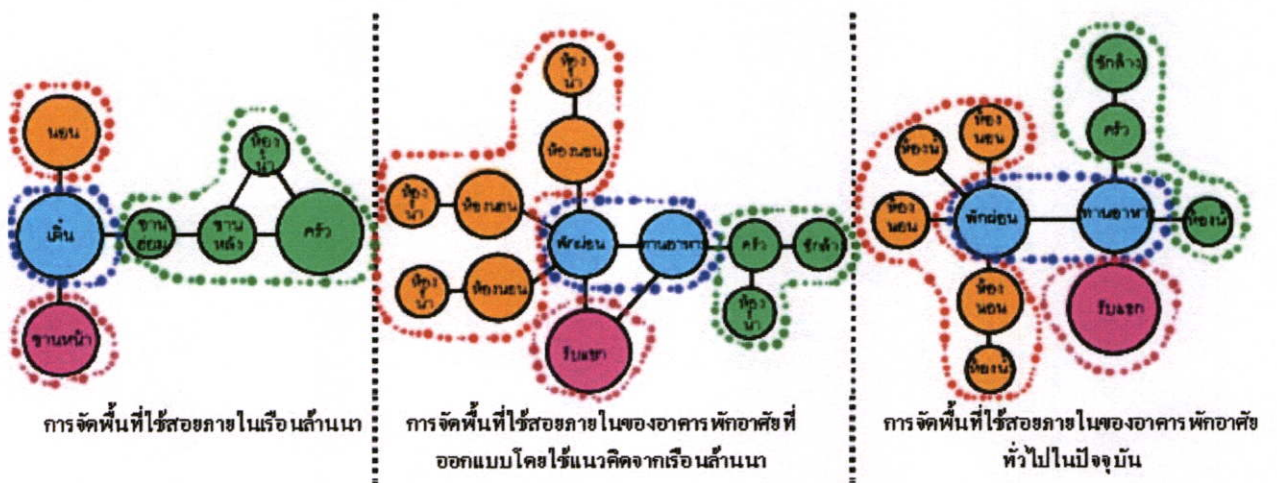 นอน
เติ๋น
ชานหน้า
ชาน
ฮ่อม
ชาน
หลัง
ห้อง
น้ำ
ครัว
การจัดพื้นที่ใช้สอยภายในเรือนล้านนา
ห้อง
น้ำ
ห้องนอน
ห้อง
น้ำ
ห้องนอน
ห้อง
น้ำ
ห้องนอน
พักผ่อน
ทานอาหา
ครัว
ซักล้า
ห้อง
น้ำ
รับแขก
การจัดพื้นที่ใช้สอยภายในของอาคารพักอาศัยที่
ออกแบบโดยใช้แนวคิดจากเรือนล้านนา
ซักล้าง
ครัว
ห้องน้ำ
ห้อง
นอน
ห้อง
นอน
พักผ่อน
ทานอาหา
ห้องน้ำ
ห้อง
นอน
ห้องน้ำ
รับแขก
การจัดพื้นที่ใช้สอยภายในของอาคารพักอาศัย
ทั่วไปในปัจจุบัน